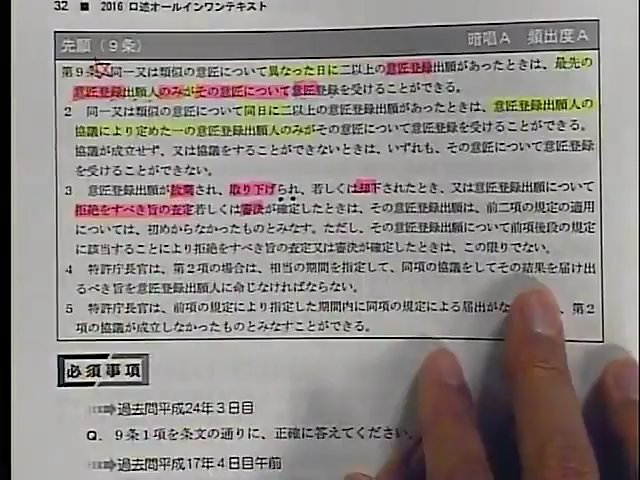 32 ■ 2016 口述オールインワンテキスト
先願（9条） 暗唱A 頻出度A
第9条 同一又は類似の意匠について異なった日に二以上の意匠登録出願があったときは、最先の
意匠登録出願人のみがその意匠について意匠登録を受けることができる。
2 同一又は類似の意匠について同日に二以上の意匠登録出願があったときは、意匠登録出願人の
協議により定めた一の意匠登録出願人のみがその意匠について意匠登録を受けることができる。
協議が成立せず、又は協議をすることができないときは、いずれも、その意匠について意匠登録
を受けることができない。
3 意匠登録出願が放棄され、取り下げられ、若しくは却下されたとき、又は意匠登録出願について
拒絶をすべき旨の査定若しくは審決が確定したときは、その意匠登録出願は、前二項の規定の適用
については、初めからなかったものとみなす。ただし、その意匠登録出願について前項後段の規定
に該当することにより拒絶をすべき旨の査定又は審決が確定したときは、この限りでない。
4 特許庁長官は、第2項の場合は、相当の期間を指定して、同項の協議をしてその結果を届け出
るべき旨を意匠登録出願人に命じなければならない。
5 特許庁長官は、前項の規定により指定した期間内に同項の規定による届出がな 、第2
項の協議が成立しなかったものとみなすことができる。
必須事項
過去問平成24年3日目
Q. 9条1項を条文の通りに、正確に答えてください。
過去問平成17年4日目午前